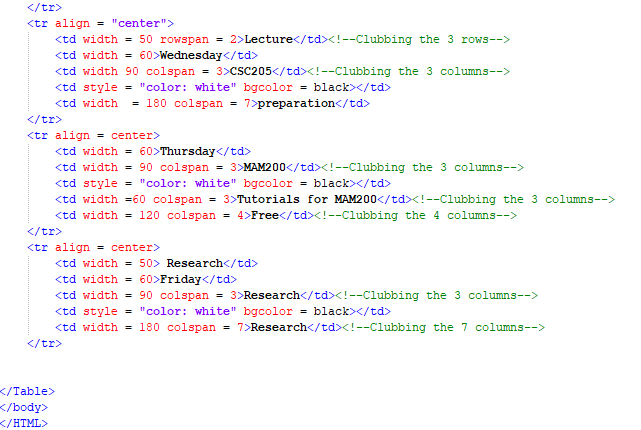 </tr>
<tr align = "center">
<td width = 50 rowspan = 2>Lecture</td><!--Clubbing the 3 rows-->
<td width = 60>Wednesday</td>
<td width 90 colspan = 3>CSC205</td><!--Clubbing the 3 columns-->
<td style = "color: white" bgcolor = black></td>
<td width  = 180 colspan = 7>preparation</td>
</tr>
<tr align = center>
<td width = 60>Thursday</td>
<td width = 90 colspan = 3>MAM200</td><!--Clubbing the 3 columns-->
<td style = "color: white" bgcolor = black></td>
<td width =60 colspan = 3>Tutorials for MAM200</td><!--Clubbing the 3 columns-->
<td width = 120 colspan = 4>Free</td><!--Clubbing the 4 columns-->
</tr>
<tr align = center>
<td width = 50> Research</td>
<td width = 60>Friday</td>
<td width = 90 colspan = 3>Research</td><!--Clubbing the 3 columns-->
<td style = "color: white" bgcolor = black></td>
<td width = 180 colspan = 7>Research</td><!--Clubbing the 7 columns-->
</tr>
</Table>
</body>
</HTML>